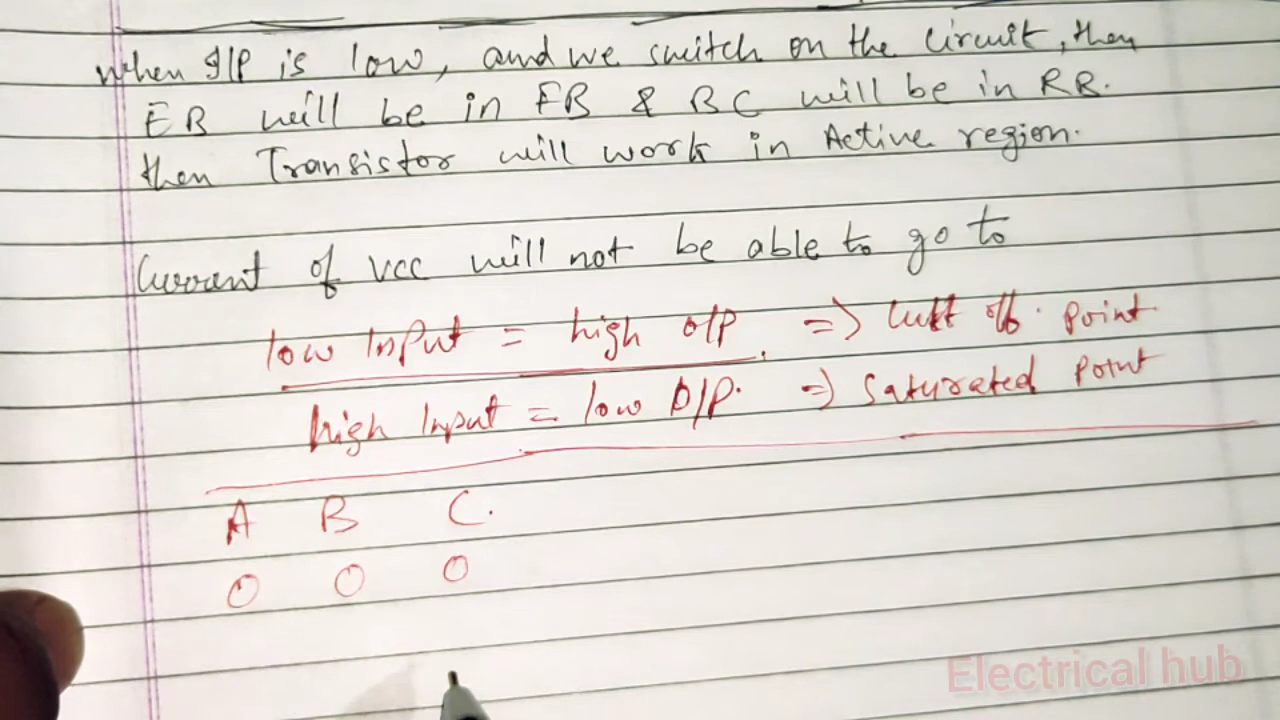 When I/P is low, and we switch on the Circuit, then
EB will be in FB & BC will be in RB.
then Transistor will work in Active region.
Current of Vcc will not be able to go to
low Input = high O/P. => Cutt off. Point
high Input = low O/P. => Saturated Point
A B C.
0 0 0
Electrical hub